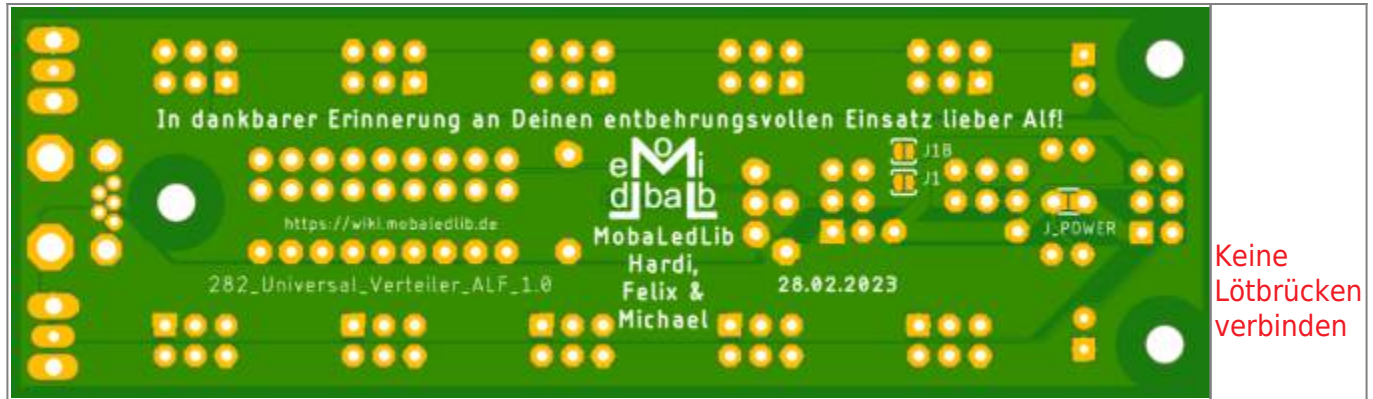 In dankbarer Erinnerung an Deinen entbehrungsvollen Einsatz lieber Alf!
J1B
J1
https://wiki.mobaledlib.de
MobaLedLib
J_POWER
Hardi,
282_Universal_Verteiler_ALF_1.0
Felix &
28.02.2023
Michael
Keine
Lötbrücken
verbinden